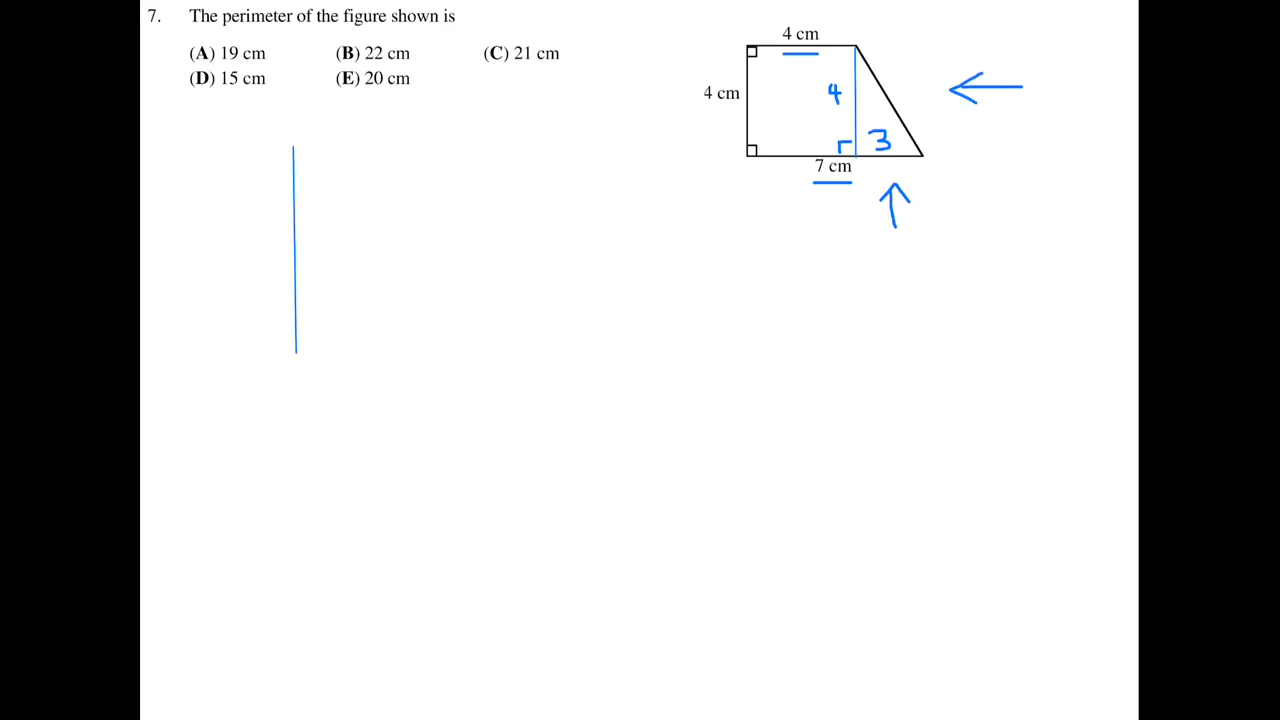 7. The perimeter of the figure shown is
(A) 19 cm (B) 22 cm (C) 21 cm
(D) 15 cm (E) 20 cm
4 cm
4 cm
4
3
7 cm